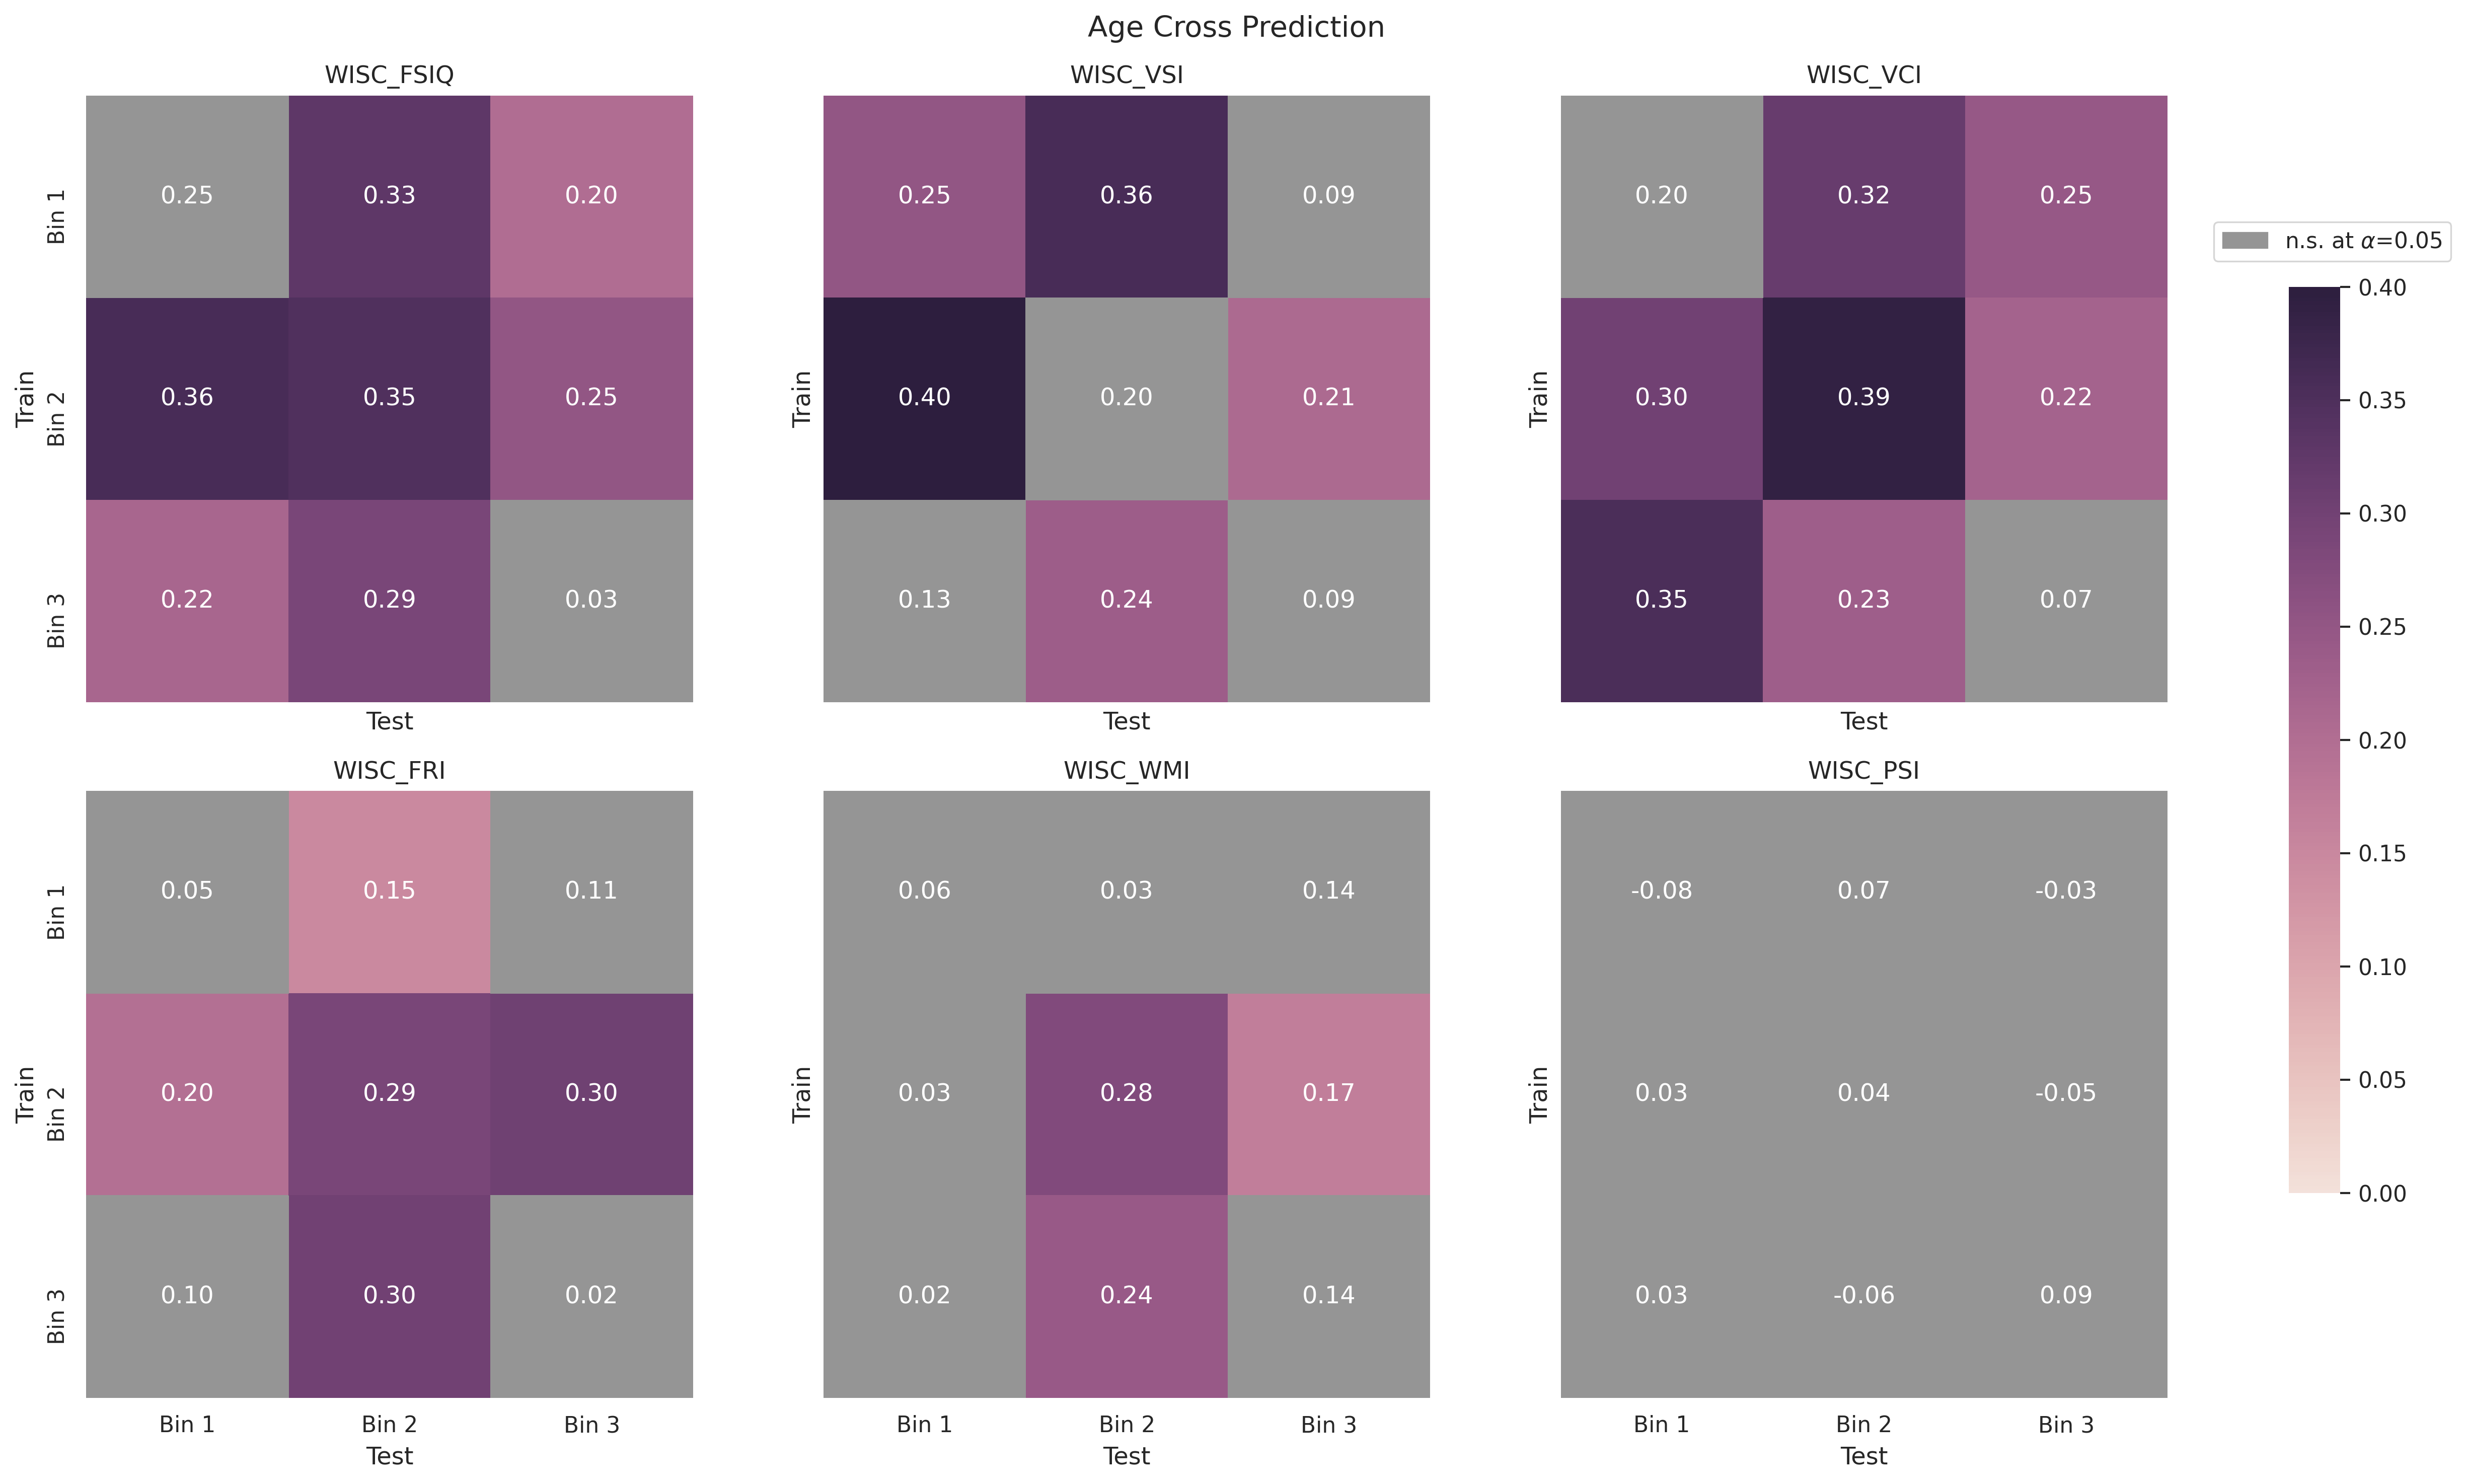 Age Cross Prediction
WISC_FSIQ
Train
Bin 1
Bin 2
Bin 3
0.25 0.33 0.20
0.36 0.35 0.25
0.22 0.29 0.03
Test
WISC_VSI
Train
0.25 0.36 0.09
0.40 0.20 0.21
0.13 0.24 0.09
Test
WISC_VCI
Train
0.20 0.32 0.25
0.30 0.39 0.22
0.35 0.23 0.07
Test
WISC_FRI
Train
Bin 1
Bin 2
Bin 3
0.05 0.15 0.11
0.20 0.29 0.30
0.10 0.30 0.02
Bin 1 Bin 2 Bin 3
Test
WISC_WMI
Train
0.06 0.03 0.14
0.03 0.28 0.17
0.02 0.24 0.14
Bin 1 Bin 2 Bin 3
Test
WISC_PSI
Train
-0.08 0.07 -0.03
0.03 0.04 -0.05
0.03 -0.06 0.09
Bin 1 Bin 2 Bin 3
Test
n.s. at α=0.05
0.40
0.35
0.30
0.25
0.20
0.15
0.10
0.05
0.00